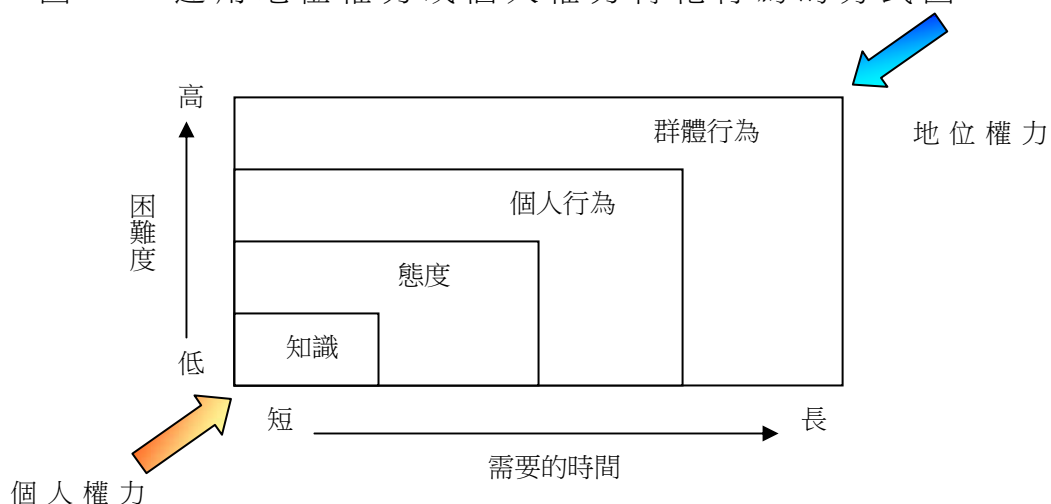 高
群體行為
地位權力
個人行為
困難度
態度
知識
低
短
長
需要的時間
個人權力